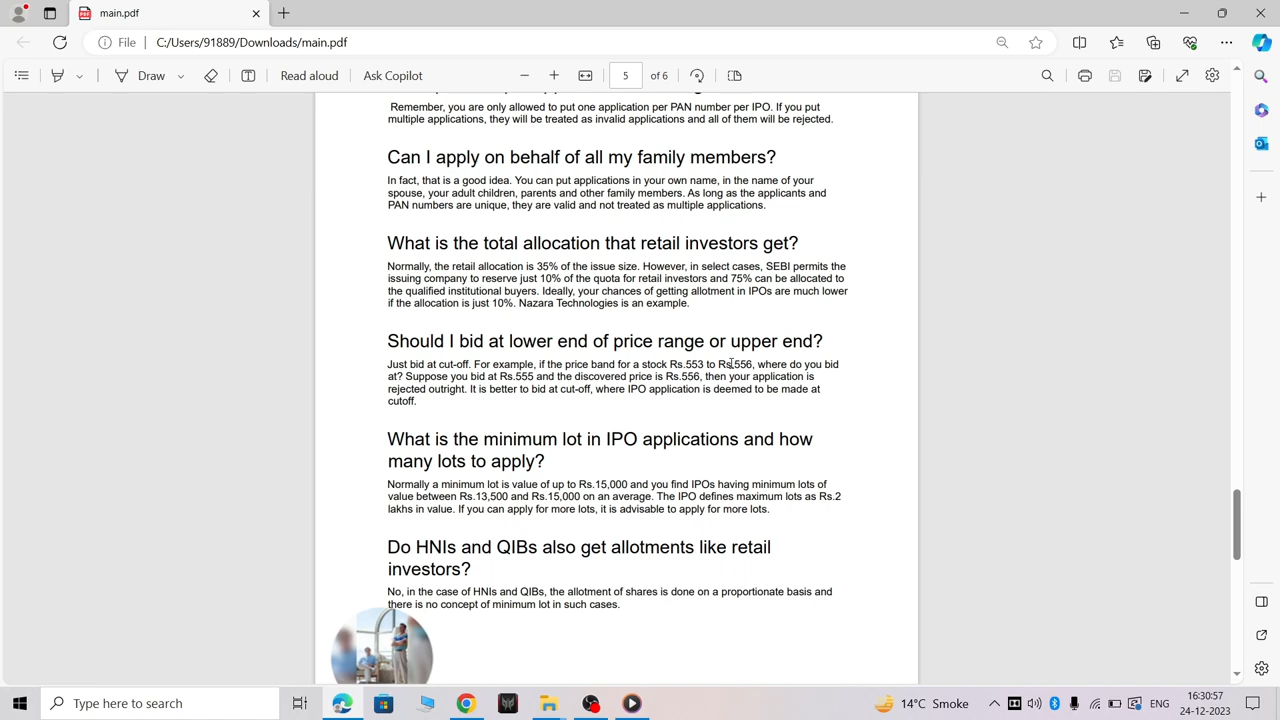 main.pdf
File C:/Users/91889/Downloads/main.pdf
Draw Read aloud Ask Copilot 5 of 6
Remember, you are only allowed to put one application per PAN number per IPO. If you put
multiple applications, they will be treated as invalid applications and all of them will be rejected.
Can I apply on behalf of all my family members?
In fact, that is a good idea. You can put applications in your own name, in the name of your
spouse, your adult children, parents and other family members. As long as the applicants and
PAN numbers are unique, they are valid and not treated as multiple applications.
What is the total allocation that retail investors get?
Normally, the retail allocation is 35% of the issue size. However, in select cases, SEBI permits the
issuing company to reserve just 10% of the quota for retail investors and 75% can be allocated to
the qualified institutional buyers. Ideally, your chances of getting allotment in IPOs are much lower
if the allocation is just 10%. Nazara Technologies is an example.
Should I bid at lower end of price range or upper end?
Just bid at cut-off. For example, if the price band for a stock Rs.553 to Rs.556, where do you bid
at? Suppose you bid at Rs.555 and the discovered price is Rs.556, then your application is
rejected outright. It is better to bid at cut-off, where IPO application is deemed to be made at
cutoff.
What is the minimum lot in IPO applications and how
many lots to apply?
Normally a minimum lot is value of up to Rs.15,000 and you find IPOs having minimum lots of
value between Rs.13,500 and Rs.15,000 on an average. The IPO defines maximum lots as Rs.2
lakhs in value. If you can apply for more lots, it is advisable to apply for more lots.
Do HNIs and QIBs also get allotments like retail
investors?
No, in the case of HNIs and QIBs, the allotment of shares is done on a proportionate basis and
there is no concept of minimum lot in such cases.
Type here to search
14°C Smoke
ENG
16:30:57
24-12-2023